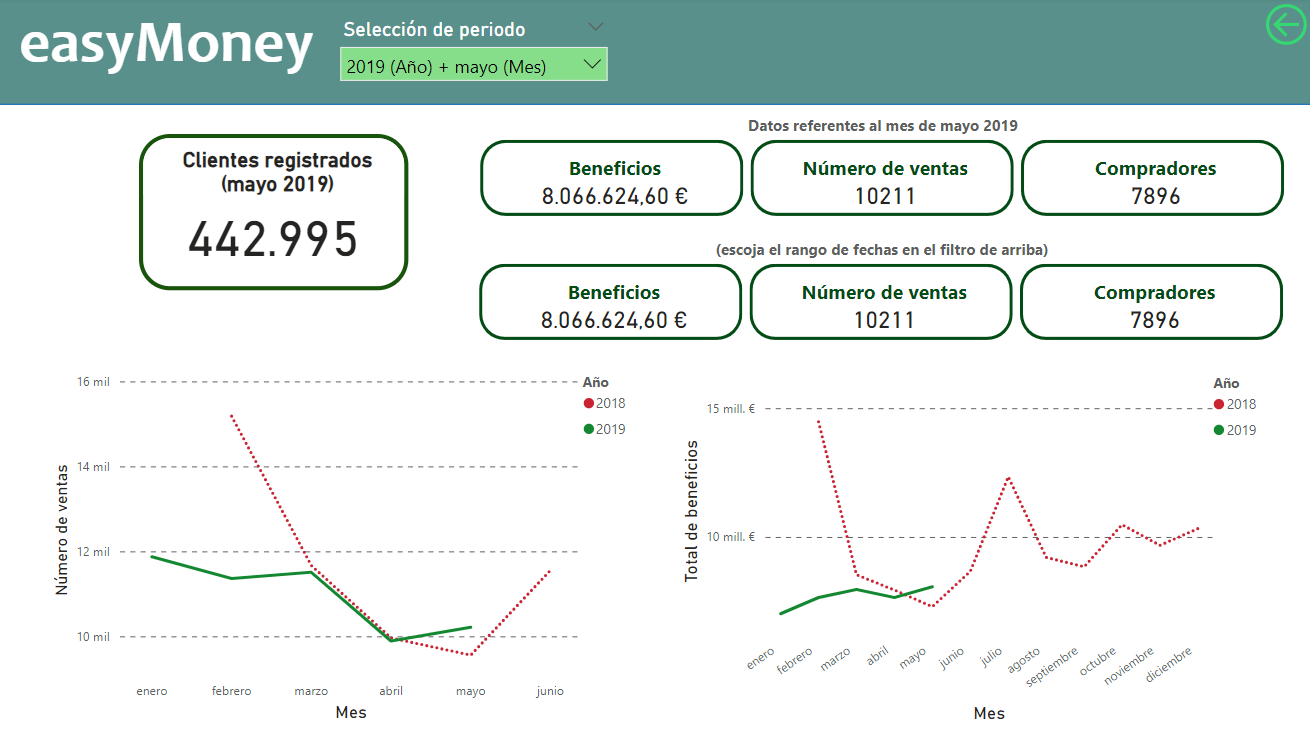 easyMoney
Selección de periodo
2019 (Año) + mayo (Mes)
Clientes registrados
(mayo 2019)
442.995
Datos referentes al mes de mayo 2019
Beneficios
8.066.624,60 €
Número de ventas
10211
Compradores
7896
(escoja el rango de fechas en el filtro de arriba)
Beneficios
8.066.624,60 €
Número de ventas
10211
Compradores
7896
Número de ventas
16 mil
14 mil
12 mil
10 mil
enero
febrero
marzo
abril
mayo
junio
Mes
Año
2018
2019
Total de beneficios
15 mill. €
10 mill. €
enero
febrero
marzo
abril
mayo
junio
julio
agosto
septiembre
octubre
noviembre
diciembre
Mes
Año
2018
2019